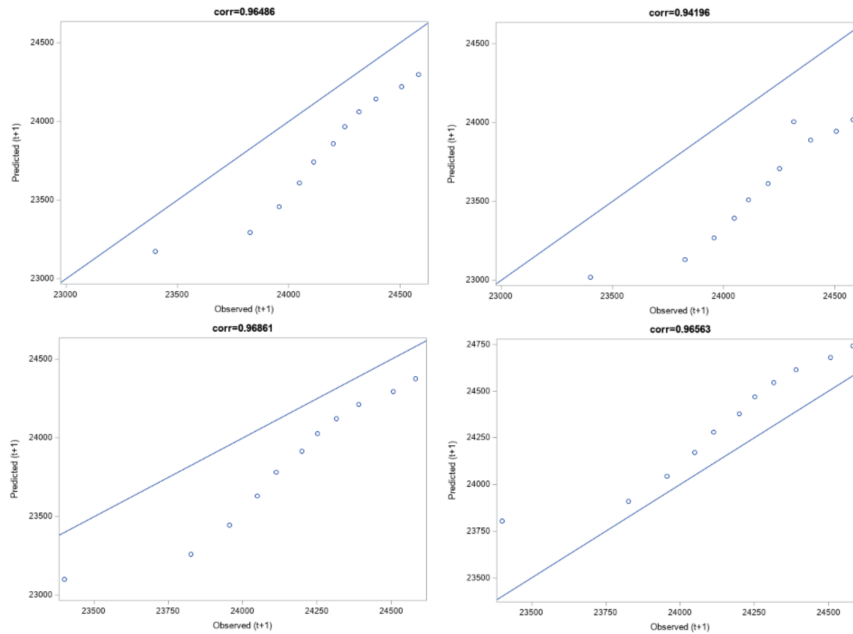 corr=0.96486
24500
24000
23500
23000
Predicted (t+1)
23000 23500 24000 24500
Observed (t+1)
corr=0.94196
24500
24000
23500
23000
Predicted (t+1)
23000 23500 24000 24500
Observed (t+1)
corr=0.96861
24500
24000
23500
23000
Predicted (t+1)
23500 23750 24000 24250 24500
Observed (t+1)
corr=0.96563
24750
24500
24250
24000
23750
23500
Predicted (t+1)
23500 23750 24000 24250 24500
Observed (t+1)